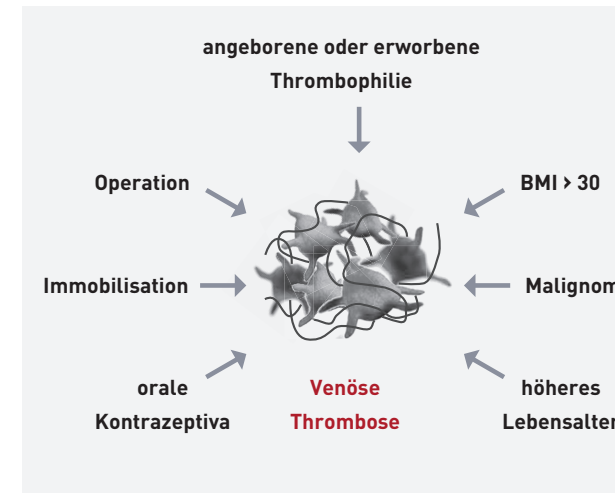 angeborene oder erworbene
Thrombophilie
Operation
BMI > 30
Immobilisation
Malignom
orale
Kontrazeptiva
Venöse
Thrombose
höheres
Lebensalter